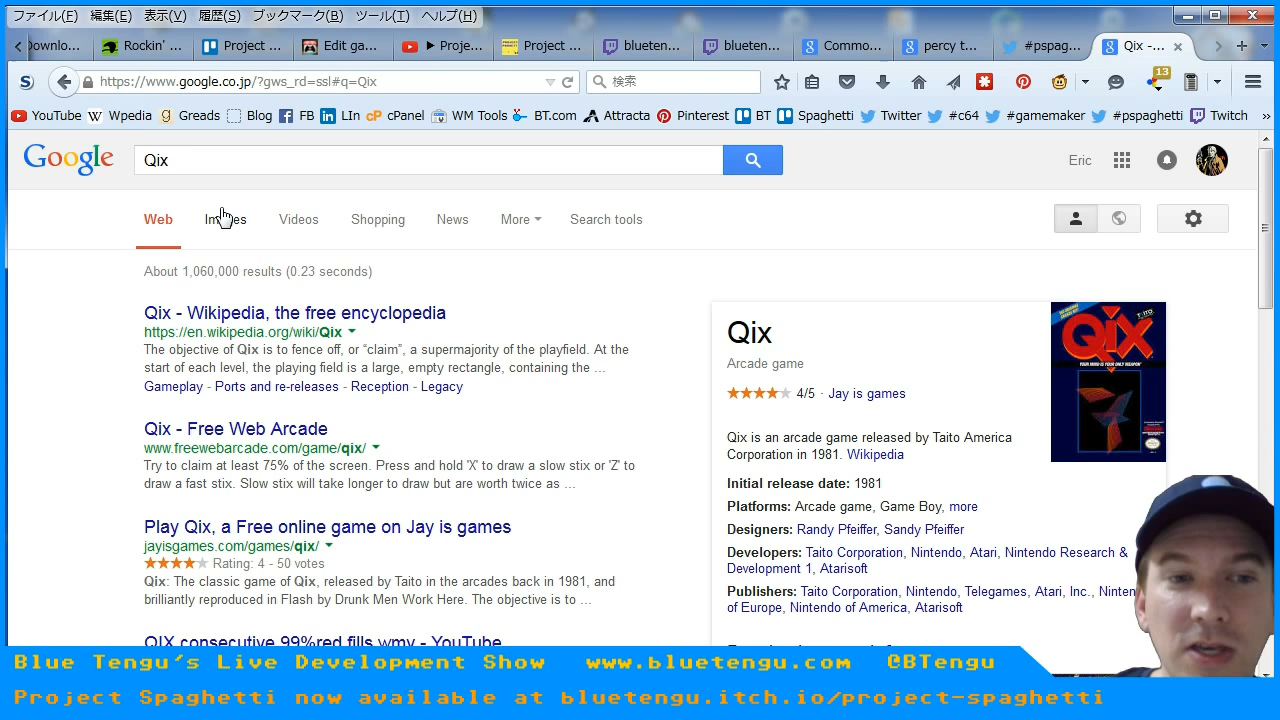 ファイル(F) 編集(E) 表示(V) 履歴(S) ブックマーク(B) ツール(T) ヘルプ(H)
Downlo... Rockin' ... Project ... Edit ga... ▶ Proje... Project ... blueten... blueten... Commo... percy t... #pspag... Qix -...
https://www.google.co.jp/?gws_rd=ssl#q=Qix 検索 13
YouTube Wpedia Greads Blog FB LIn cPanel WM Tools BT.com Attracta Pinterest BT Spaghetti Twitter #c64 #gamemaker #pspaghetti Twitch »
Google Qix Eric
Web Images Videos Shopping News More Search tools
About 1,060,000 results (0.23 seconds)
Qix - Wikipedia, the free encyclopedia
https://en.wikipedia.org/wiki/Qix
The objective of Qix is to fence off, or “claim”, a supermajority of the playfield. At the
start of each level, the playing field is a large, empty rectangle, containing the ...
Gameplay - Ports and re-releases - Reception - Legacy
Qix - Free Web Arcade
www.freewebarcade.com/game/qix/
Try to claim at least 75% of the screen. Press and hold 'X' to draw a slow stix or 'Z' to
draw a fast stix. Slow stix will take longer to draw but are worth twice as ...
Play Qix, a Free online game on Jay is games
jayisgames.com/games/qix/
Rating: 4 - 50 votes
Qix: The classic game of Qix, released by Taito in the arcades back in 1981, and
brilliantly reproduced in Flash by Drunk Men Work Here. The objective is to ...
QIX consecutive 99%red fills.wmv - YouTube
Qix
Arcade game
4/5 · Jay is games
Qix is an arcade game released by Taito America
Corporation in 1981. Wikipedia
Initial release date: 1981
Platforms: Arcade game, Game Boy, more
Designers: Randy Pfeiffer, Sandy Pfeiffer
Developers: Taito Corporation, Nintendo, Atari, Nintendo Research &
Development 1, Atarisoft
Publishers: Taito Corporation, Nintendo, Telegames, Atari, Inc., Ninten
of Europe, Nintendo of America, Atarisoft
TAITO
QIX
Blue Tengu's Live Development Show www.bluetengu.com @BTengu
Project Spaghetti now available at bluetengu.itch.io/project-spaghetti